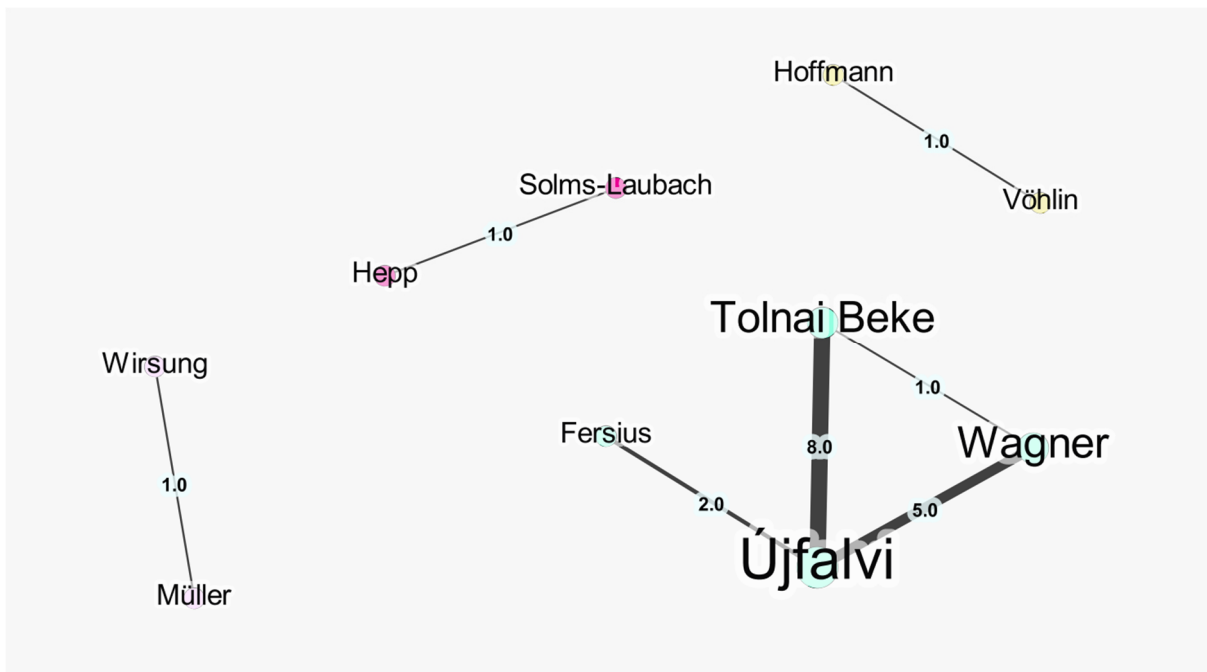 Hoffmann
1.0
Solms-Laubach
Vöhlin
1.0
Hepp
Tolnai Beke
Wirsung
1.0
Fersius
Wagner
8.0
1.0
2.0
5.0
Újfalvi
Müller